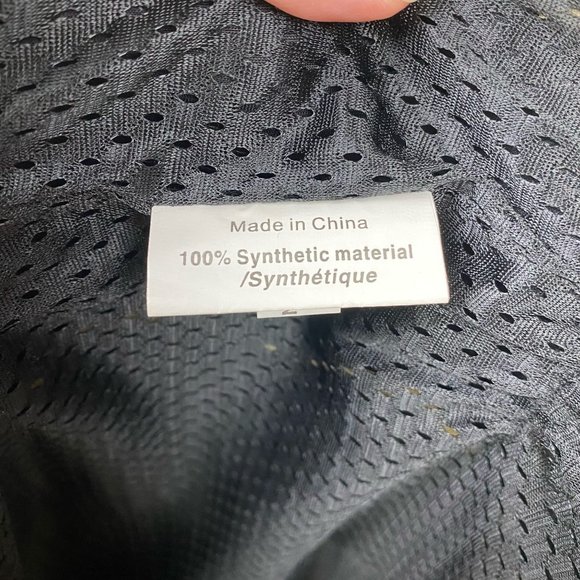 Made in China
100% Synthetic material
/Synthétique